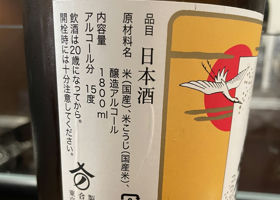 品目 日本酒
原材料名 米(国産)、米こうじ(国産米)、
醸造アルコール
内容量 1800ml
アルコール分 15度
飲酒は20歳になってから。
開栓時には十分注意してください。
製